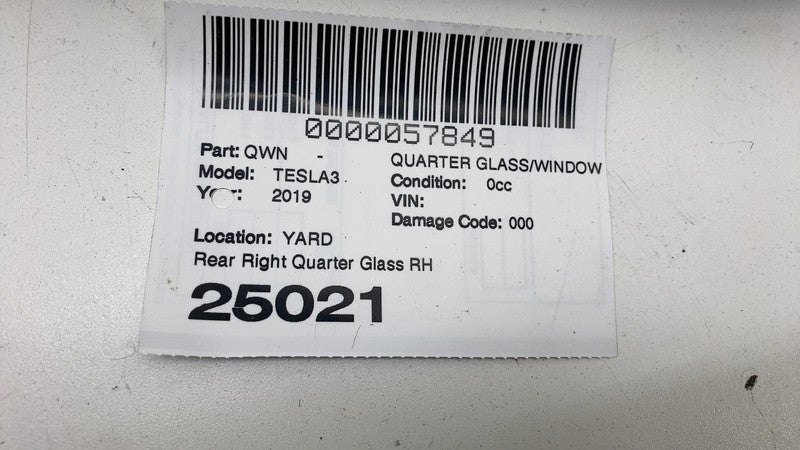 0000057849
Part: QWN - QUARTER GLASS/WINDOW
Model: TESLA3 Condition: 0cc
Year: 2019 VIN:
Damage Code: 000
Location: YARD
Rear Right Quarter Glass RH
25021